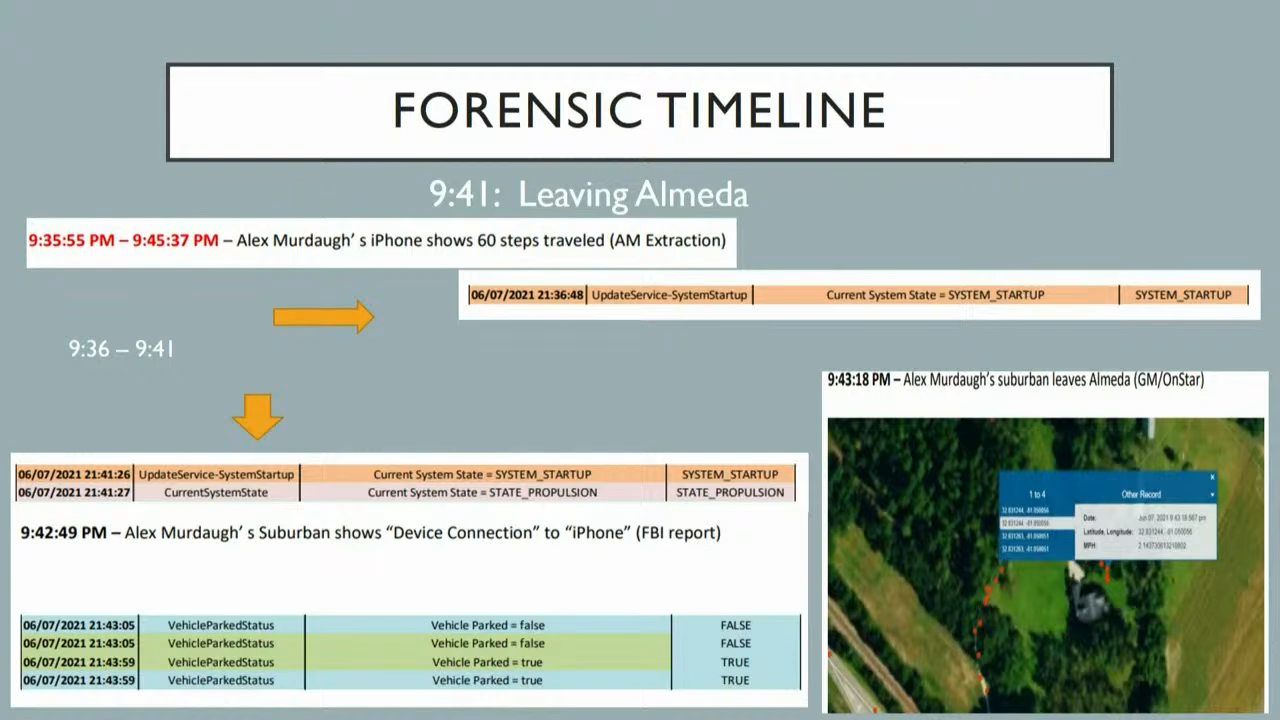 FORENSIC TIMELINE
9:41: Leaving Almeda
9:35:55 PM – 9:45:37 PM – Alex Murdaugh' s iPhone shows 60 steps traveled (AM Extraction)
06/07/2021 21:36:48 UpdateService-SystemStartup Current System State = SYSTEM_STARTUP SYSTEM_STARTUP
9:36 – 9:41
9:43:18 PM – Alex Murdaugh's suburban leaves Almeda (GM/OnStar)
1 to 4 Other Record
Date:
Latitude, Longitude:
MPH:
06/07/2021 21:41:26 UpdateService-SystemStartup Current System State = SYSTEM_STARTUP SYSTEM_STARTUP
06/07/2021 21:41:27 CurrentSystemState Current System State = STATE_PROPULSION STATE_PROPULSION
9:42:49 PM – Alex Murdaugh' s Suburban shows “Device Connection” to “iPhone” (FBI report)
06/07/2021 21:43:05 VehicleParkedStatus Vehicle Parked = false FALSE
06/07/2021 21:43:05 VehicleParkedStatus Vehicle Parked = false FALSE
06/07/2021 21:43:59 VehicleParkedStatus Vehicle Parked = true TRUE
06/07/2021 21:43:59 VehicleParkedStatus Vehicle Parked = true TRUE